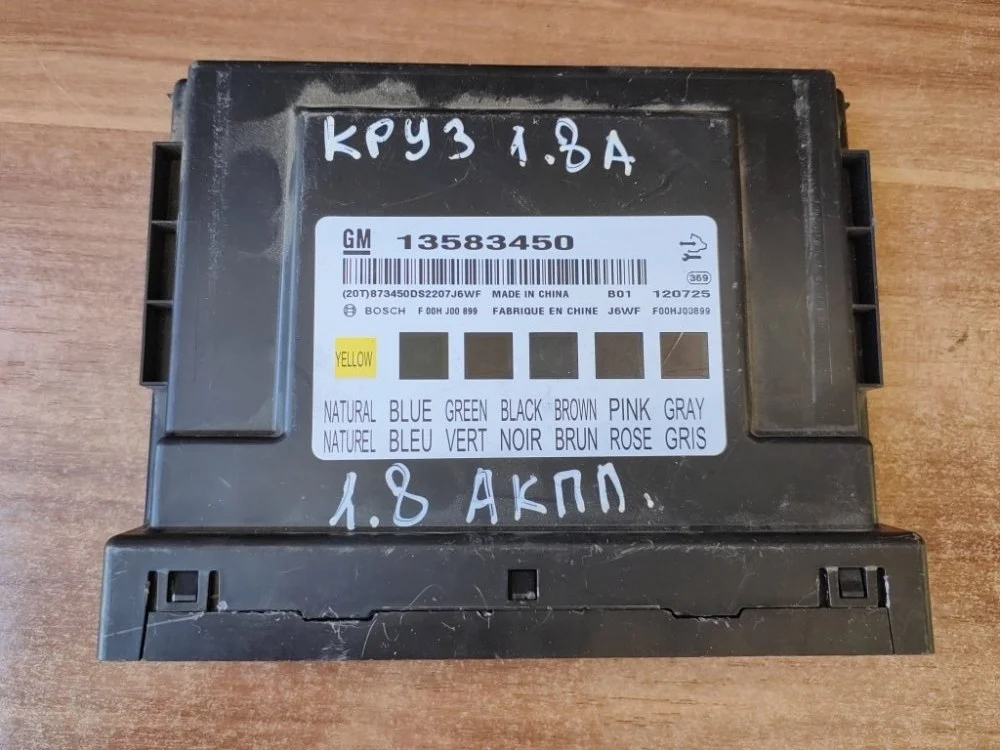 КРУЗ 1.8А
GM 13583450
369
(20T)873450DS2207J6WF MADE IN CHINA B01 120725
BOSCH F 00H J00 899 FABRIQUE EN CHINE J6WF F00HJ00899
YELLOW
NATURAL BLUE GREEN BLACK BROWN PINK GRAY
NATUREL BLEU VERT NOIR BRUN ROSE GRIS
1.8 АКПП.